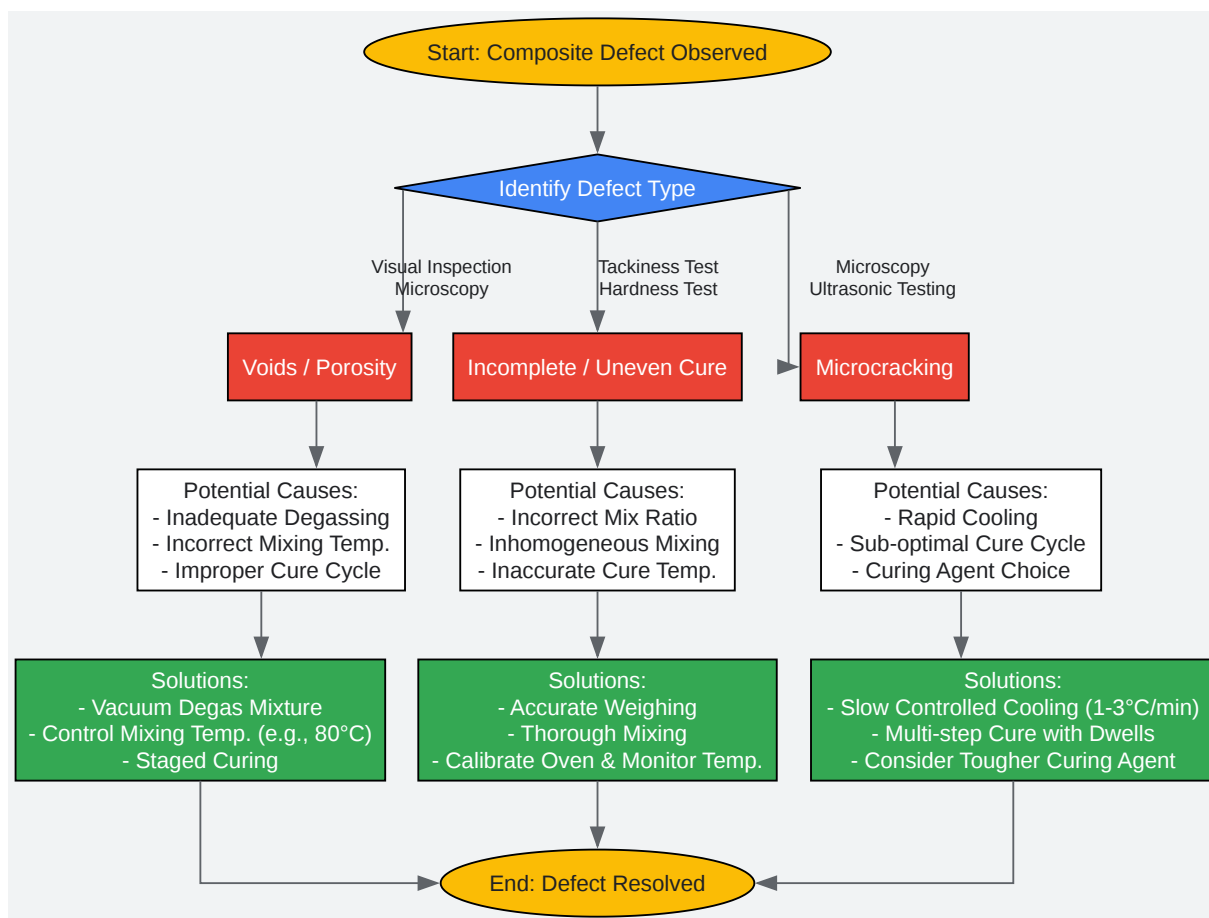 Start: Composite Defect Observed
Identify Defect Type
Visual Inspection
Microscopy
Tackiness Test
Hardness Test
Microscopy
Ultrasonic Testing
Voids / Porosity
Incomplete / Uneven Cure
Microcracking
Potential Causes:
- Inadequate Degassing
- Incorrect Mixing Temp.
- Improper Cure Cycle
Potential Causes:
- Incorrect Mix Ratio
- Inhomogeneous Mixing
- Inaccurate Cure Temp.
Potential Causes:
- Rapid Cooling
- Sub-optimal Cure Cycle
- Curing Agent Choice
Solutions:
- Vacuum Degas Mixture
- Control Mixing Temp. (e.g., 80°C)
- Staged Curing
Solutions:
- Accurate Weighing
- Thorough Mixing
- Calibrate Oven & Monitor Temp.
Solutions:
- Slow Controlled Cooling (1-3°C/min)
- Multi-step Cure with Dwells
- Consider Tougher Curing Agent
End: Defect Resolved